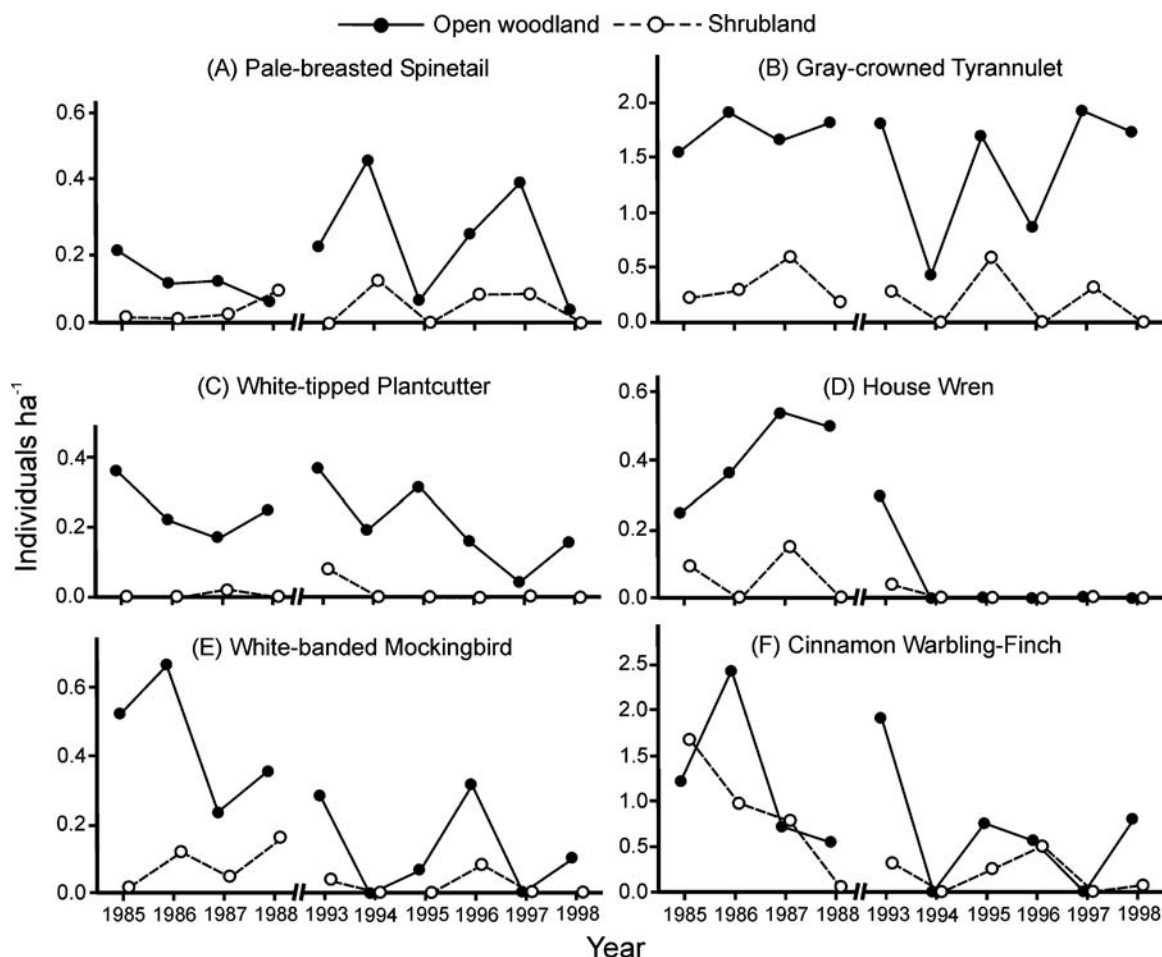 Open woodland Shrubland
(A) Pale-breasted Spinetail
0.6
0.4
0.2
0.0
(B) Gray-crowned Tyrannulet
2.0
1.5
1.0
0.5
0.0
(C) White-tipped Plantcutter
0.4
0.2
0.0
(D) House Wren
0.6
0.4
0.2
0.0
(E) White-banded Mockingbird
0.6
0.4
0.2
0.0
1985 1986 1987 1988 1993 1994 1995 1996 1997 1998
(F) Cinnamon Warbling-Finch
2.5
2.0
1.5
1.0
0.5
0.0
1985 1986 1987 1988 1993 1994 1995 1996 1997 1998
Individuals ha⁻¹
Year